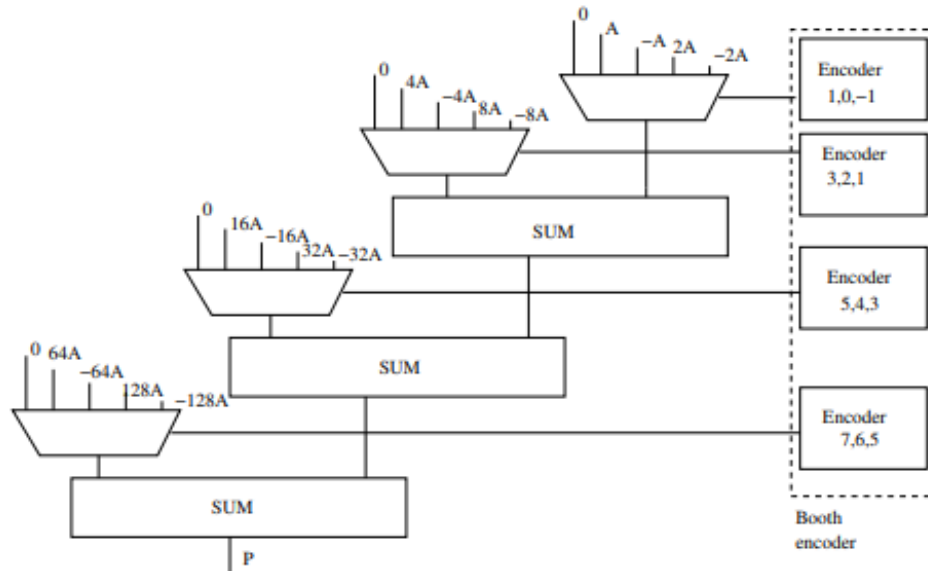 0
A
−A
2A
−2A
Encoder
1,0,−1
0
4A
−4A
8A
−8A
Encoder
3,2,1
SUM
0
16A
−16A
32A
−32A
Encoder
5,4,3
SUM
0
64A
−64A
128A
−128A
Encoder
7,6,5
SUM
Booth
encoder
P